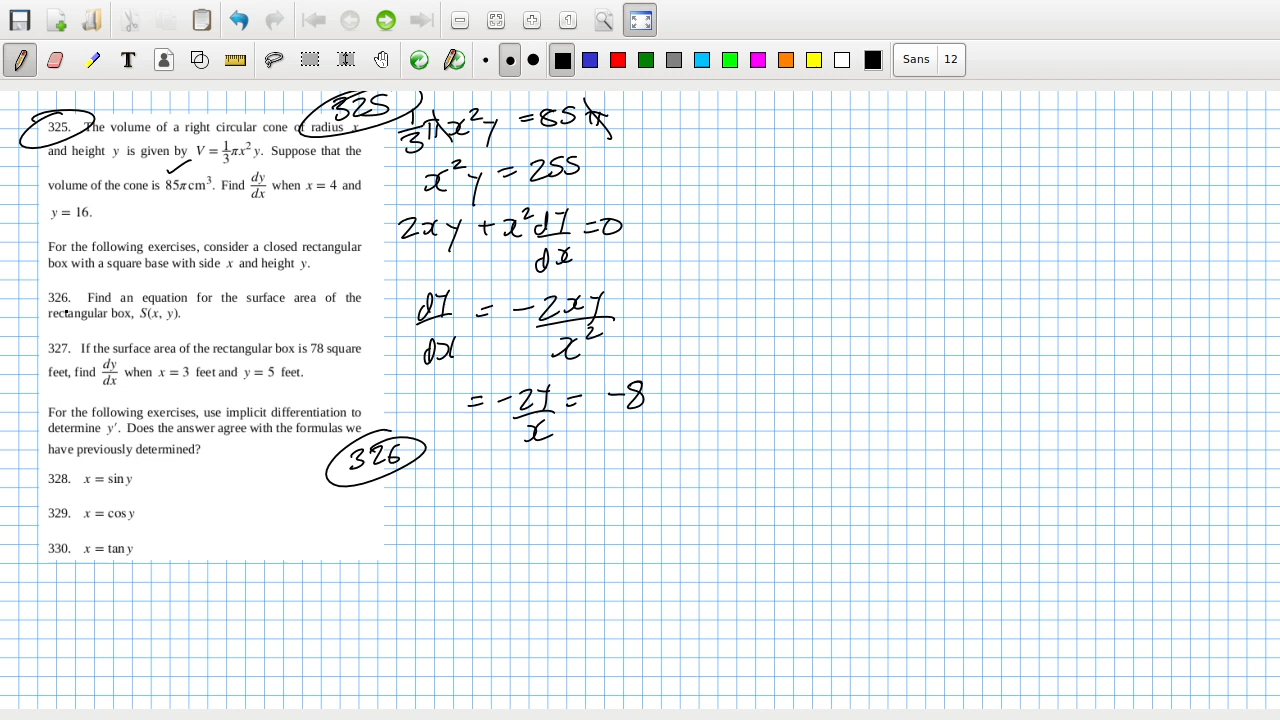 Sans 12
325. The volume of a right circular cone of radius x
and height y is given by V = 1/3 πx²y. Suppose that the
volume of the cone is 85π cm³. Find dy/dx when x = 4 and
y = 16.
For the following exercises, consider a closed rectangular
box with a square base with side x and height y.
326. Find an equation for the surface area of the
rectangular box, S(x, y).
327. If the surface area of the rectangular box is 78 square
feet, find dy/dx when x = 3 feet and y = 5 feet.
For the following exercises, use implicit differentiation to
determine y′. Does the answer agree with the formulas we
have previously determined?
328. x = sin y
329. x = cos y
330. x = tan y
325
1/3 πx²y = 85π
x²y = 255
2xy + x² dy/dx = 0
dy/dx = -2xy/x²
= -2y/x = -8
326